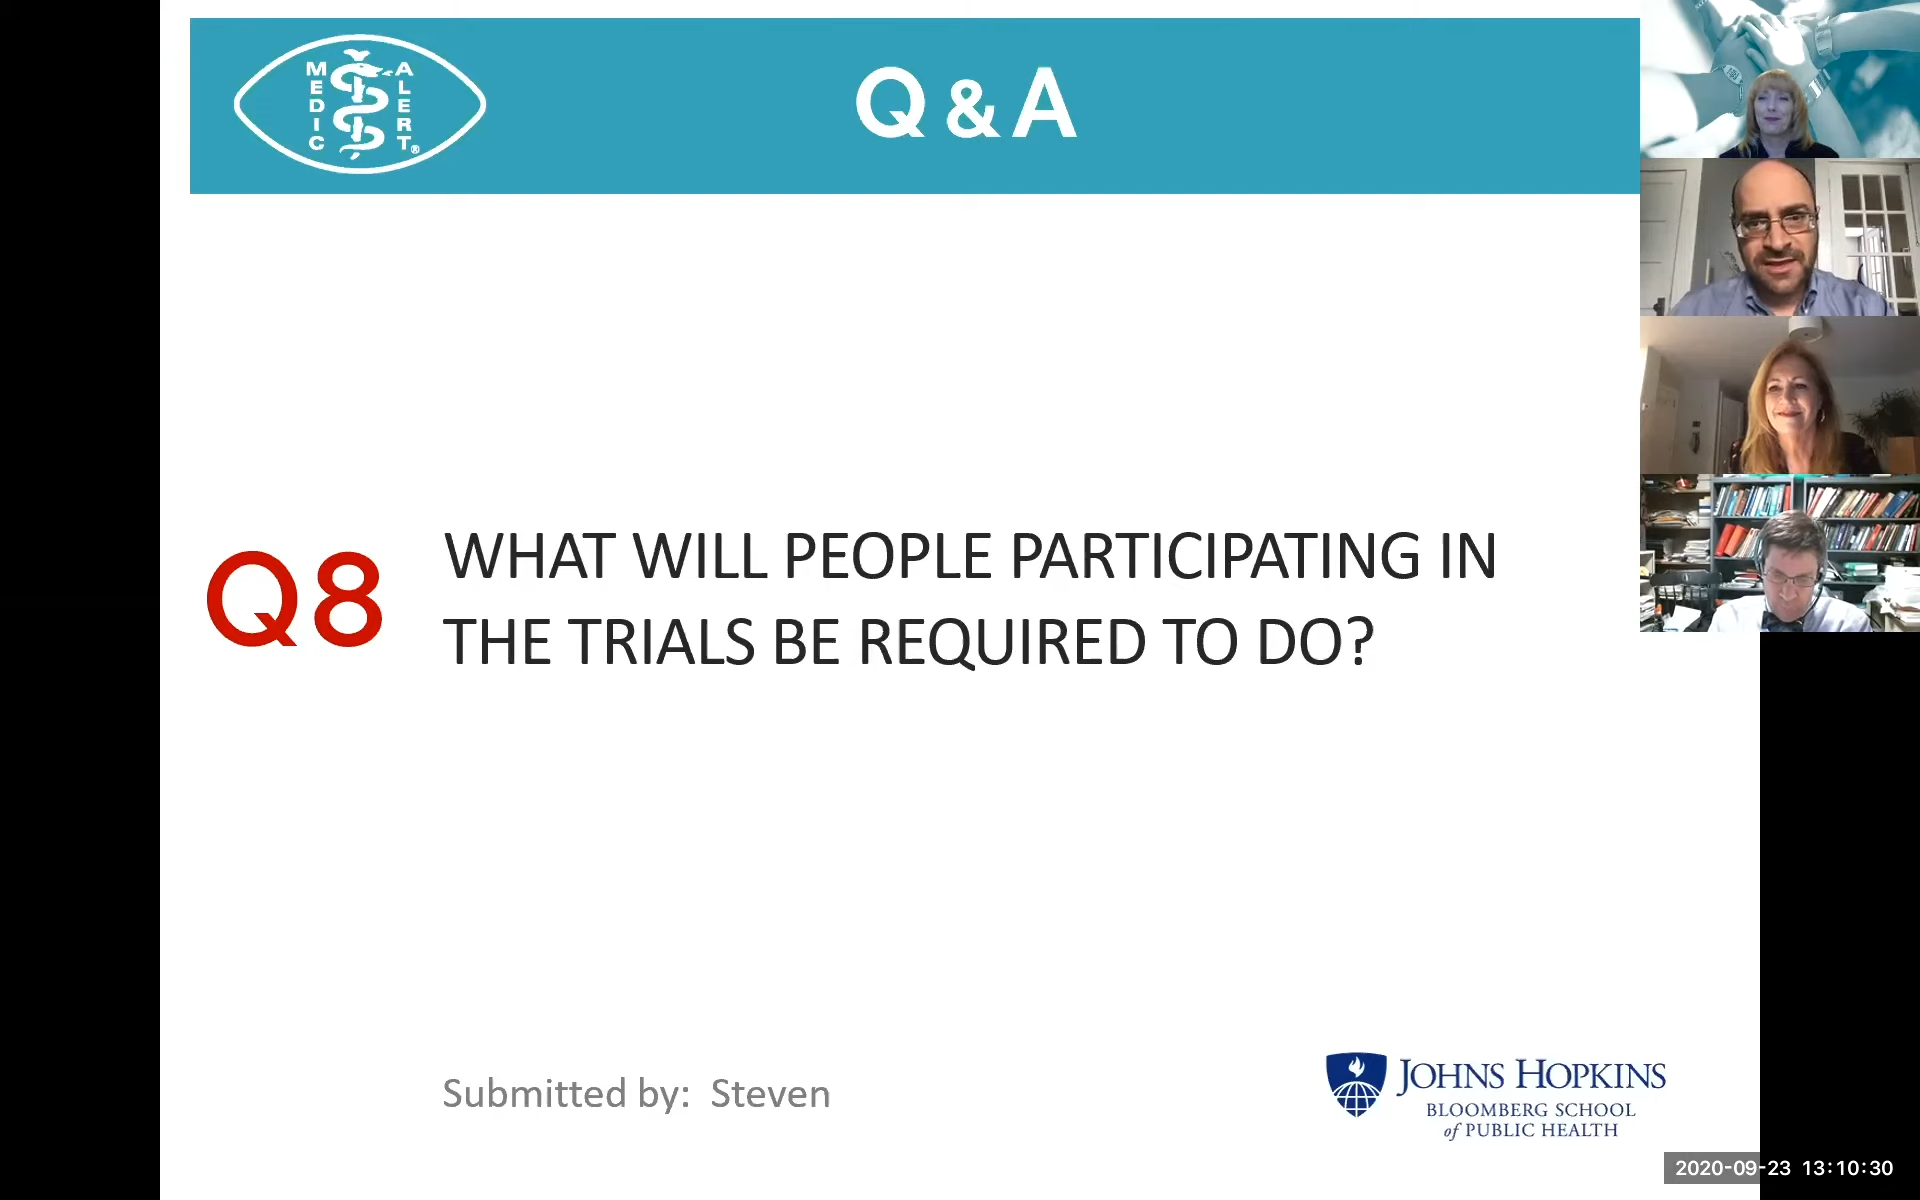 MEDIC ALERT®
Q & A
Q8
WHAT WILL PEOPLE PARTICIPATING IN
THE TRIALS BE REQUIRED TO DO?
Submitted by: Steven
JOHNS HOPKINS
BLOOMBERG SCHOOL
of PUBLIC HEALTH
2020-09-23 13:10:30